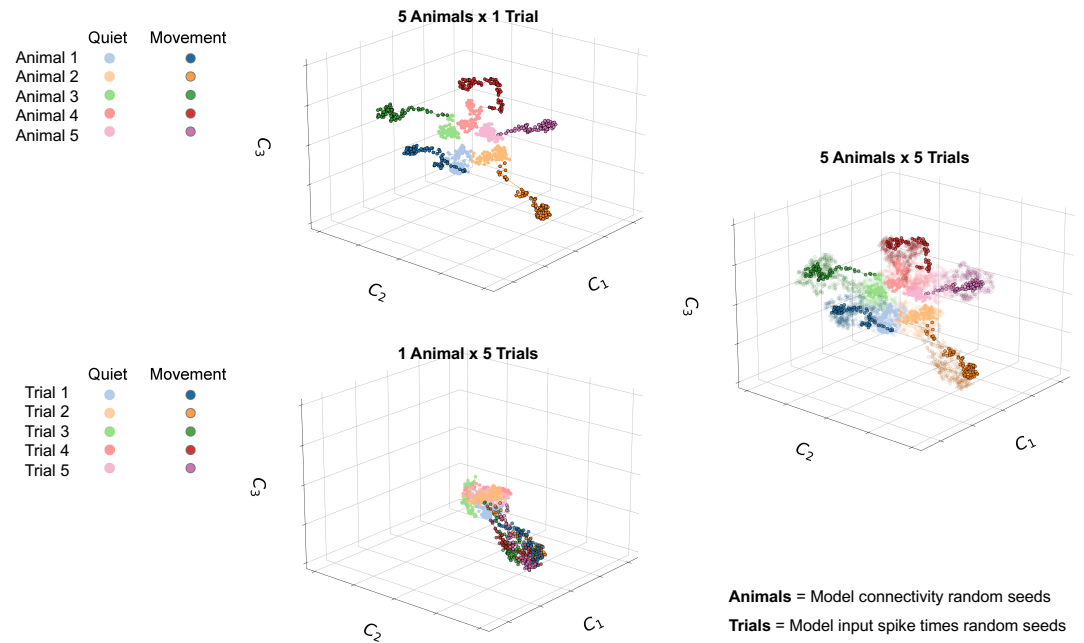 5 Animals x 1 Trial
Quiet Movement
Animal 1
Animal 2
Animal 3
Animal 4
Animal 5
C3
C2
C1
5 Animals x 5 Trials
C3
C2
C1
1 Animal x 5 Trials
Quiet Movement
Trial 1
Trial 2
Trial 3
Trial 4
Trial 5
C3
C2
C1
Animals = Model connectivity random seeds
Trials = Model input spike times random seeds